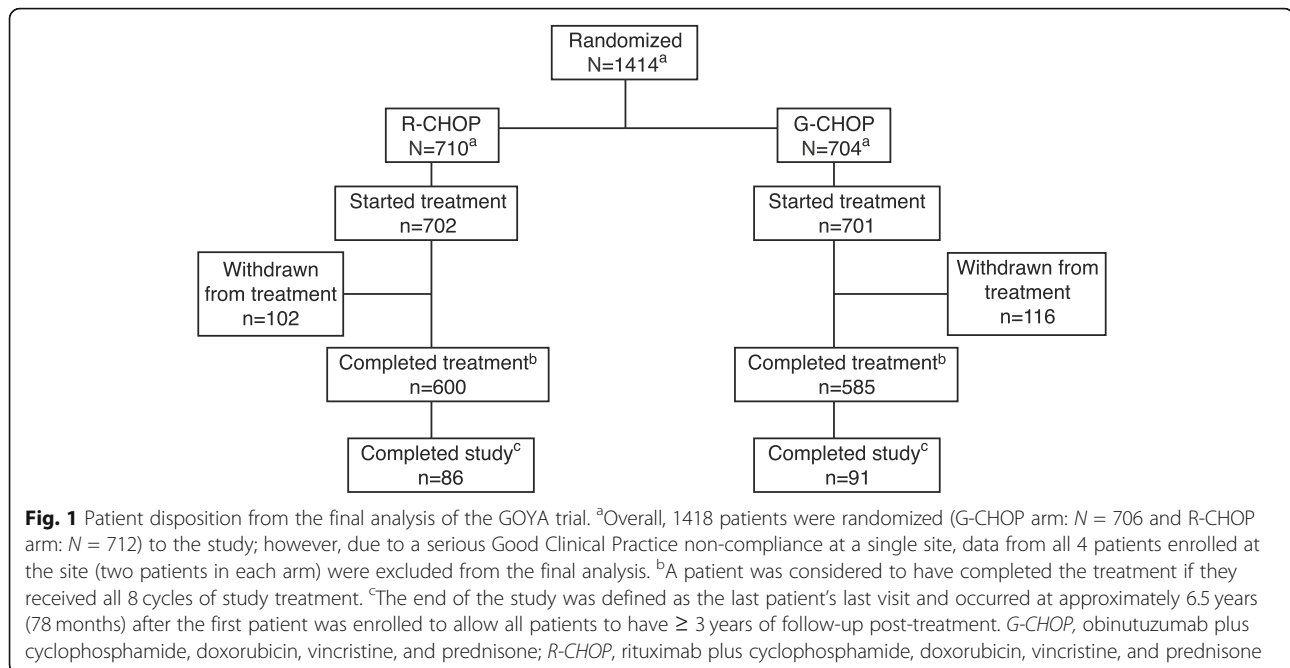 Randomized
N=1414a
R-CHOP
N=710a
G-CHOP
N=704a
Started treatment
n=702
Started treatment
n=701
Withdrawn
from treatment
n=102
Withdrawn from
treatment
n=116
Completed treatmentb
n=600
Completed treatmentb
n=585
Completed studyc
n=86
Completed studyc
n=91
Fig. 1 Patient disposition from the final analysis of the GOYA trial. aOverall, 1418 patients were randomized (G-CHOP arm: N = 706 and R-CHOP
arm: N = 712) to the study; however, due to a serious Good Clinical Practice non-compliance at a single site, data from all 4 patients enrolled at
the site (two patients in each arm) were excluded from the final analysis. bA patient was considered to have completed the treatment if they
received all 8 cycles of study treatment. cThe end of the study was defined as the last patient's last visit and occurred at approximately 6.5 years
(78 months) after the first patient was enrolled to allow all patients to have ≥ 3 years of follow-up post-treatment. G-CHOP, obinutuzumab plus
cyclophosphamide, doxorubicin, vincristine, and prednisone; R-CHOP, rituximab plus cyclophosphamide, doxorubicin, vincristine, and prednisone